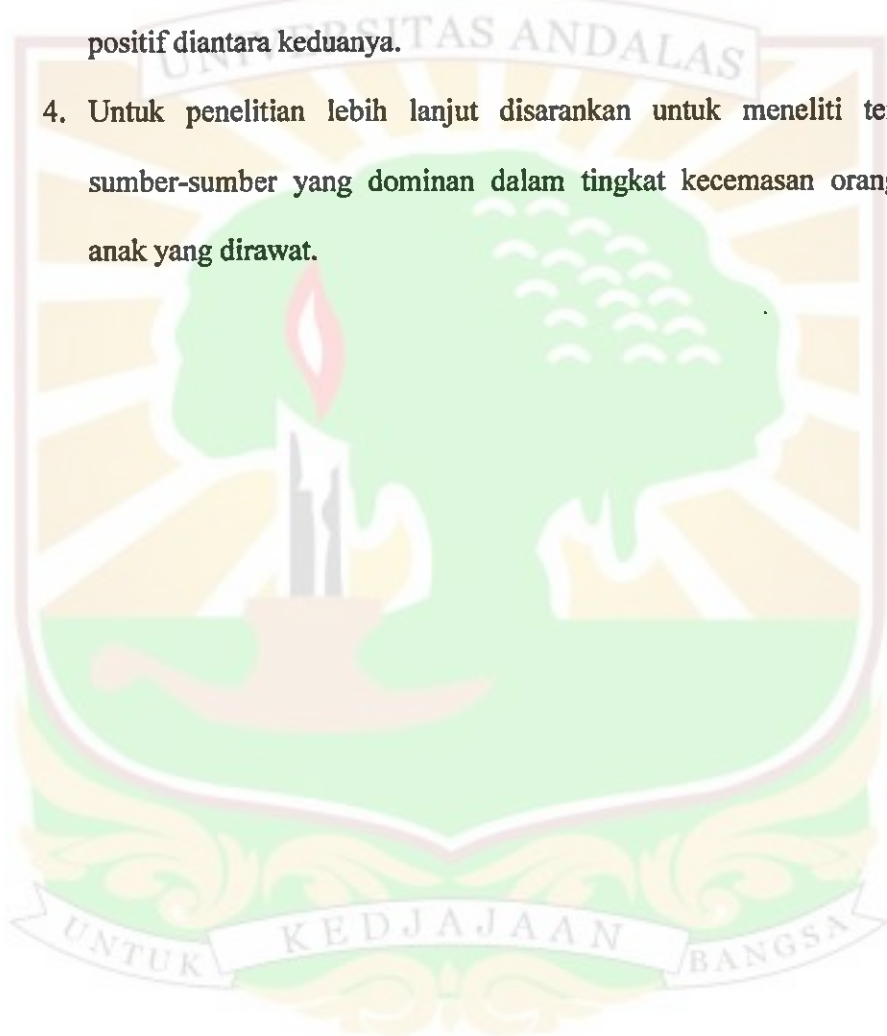 positif diantara keduanya.
UNIVERSITAS ANDALAS
4. Untuk penelitian lebih lanjut disarankan untuk meneliti
sumber-sumber yang dominan dalam tingkat kecemasan
anak yang dirawat.
UNTUK KEDJAJAAN BANGSA